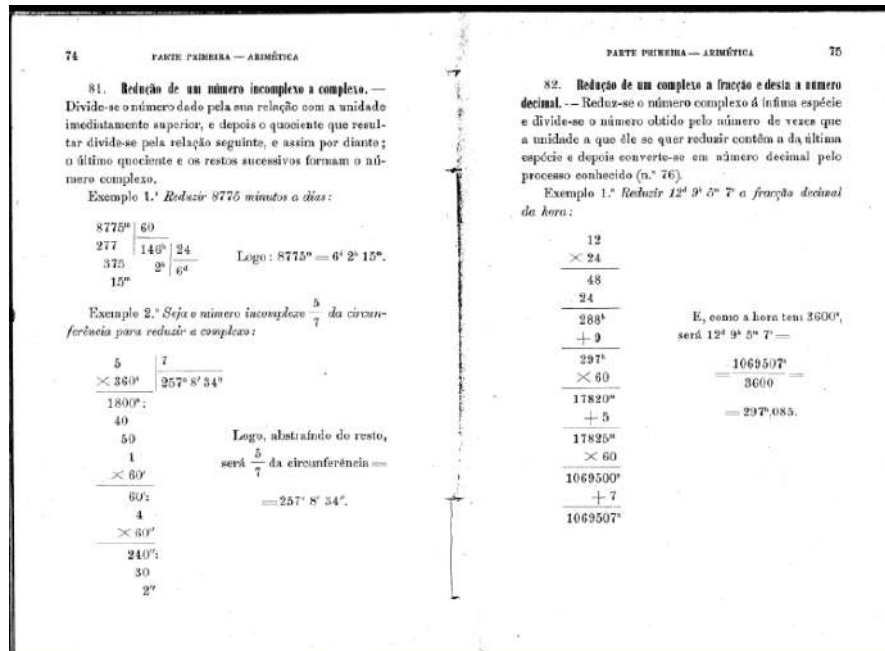 74
PARTE PRIMEIRA — ARIMÉTICA
81. Redução de um número incomplexo a complexo. —
Divide-se o número dado pela sua relação com a unidade
imediatamente superior, e depois o quociente que resul-
tar divide-se pela relação seguinte, e assim por diante;
o último quociente e os restos sucessivos formam o nú-
mero complexo.
Exemplo 1.º Reduzir 8775 minutos a dias:
8775ᵐ 60
277 146ʰ 24
375 2ʰ 6ᵈ
15ᵐ
Logo: 8775ᵐ = 6ᵈ 2ʰ 15ᵐ.
Exemplo 2.º Seja o número incomplexo 5/7 da circun-
ferência para reduzir a complexo:
5 7
× 360° 257° 8′ 34″
1800°:
40
50
1
× 60′
60′:
4
× 60″
240″:
30
2″
Logo, abstraíndo do resto,
será 5/7 da circunferência =
= 257° 8′ 34″.
PARTE PRIMEIRA — ARIMÉTICA
75
82. Redução de um complexo a fracção e desta a número
decimal. — Reduz-se o número complexo á ínfima espécie
e divide-se o número obtido pelo número de vezes que
a unidade a que êle se quer reduzir contêm a da última
espécie e depois converte-se em número decimal pelo
processo conhecido (n.º 76).
Exemplo 1.º Reduzir 12ᵈ 9ʰ 5ᵐ 7ˢ a fracção decimal
da hora:
12
× 24
48
24
288ʰ
+ 9
297ʰ
× 60
17820ᵐ
+ 5
17825ᵐ
× 60
1069500ˢ
+ 7
1069507ˢ
E, como a hora tem 3600ˢ,
será 12ᵈ 9ʰ 5ᵐ 7ˢ =
= 1069507ˢ/3600 =
= 297ʰ,085.